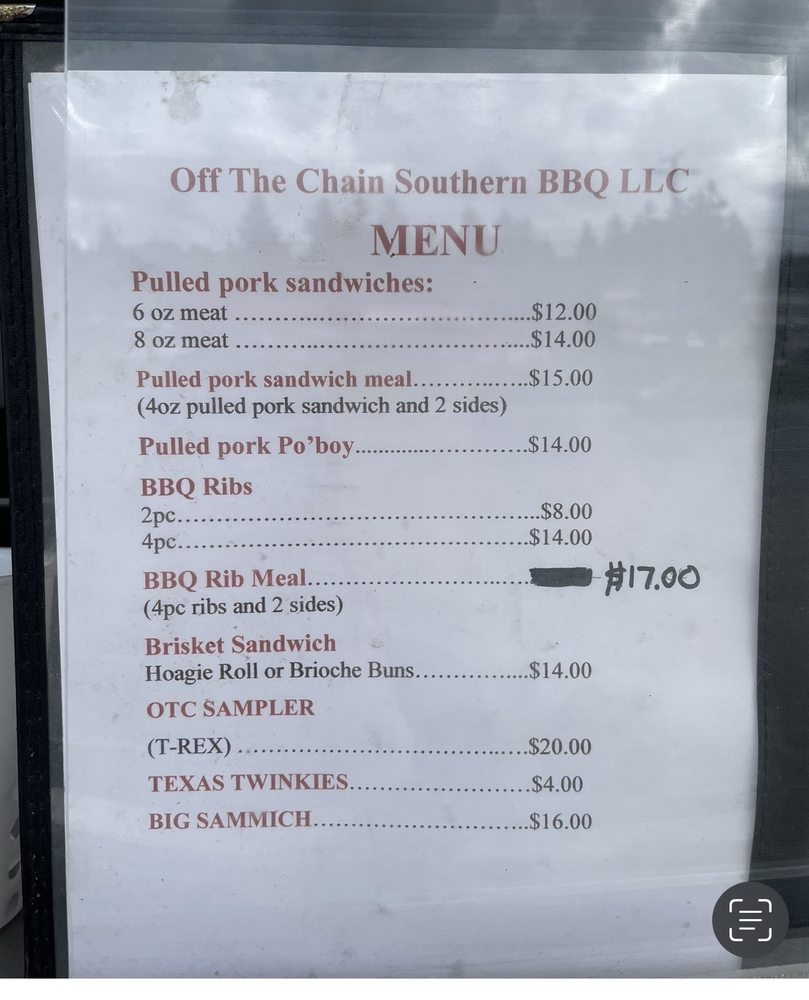 Off The Chain Southern BBQ LLC
MENU
Pulled pork sandwiches:
6 oz meat ........................................$12.00
8 oz meat ........................................$14.00
Pulled pork sandwich meal................$15.00
(4oz pulled pork sandwich and 2 sides)
Pulled pork Po'boy...........................$14.00
BBQ Ribs
2pc.................................................$8.00
4pc................................................$14.00
BBQ Rib Meal.............................. $17.00
(4pc ribs and 2 sides)
Brisket Sandwich
Hoagie Roll or Brioche Buns................$14.00
OTC SAMPLER
(T-REX) ........................................$20.00
TEXAS TWINKIES.........................$4.00
BIG SAMMICH..............................$16.00